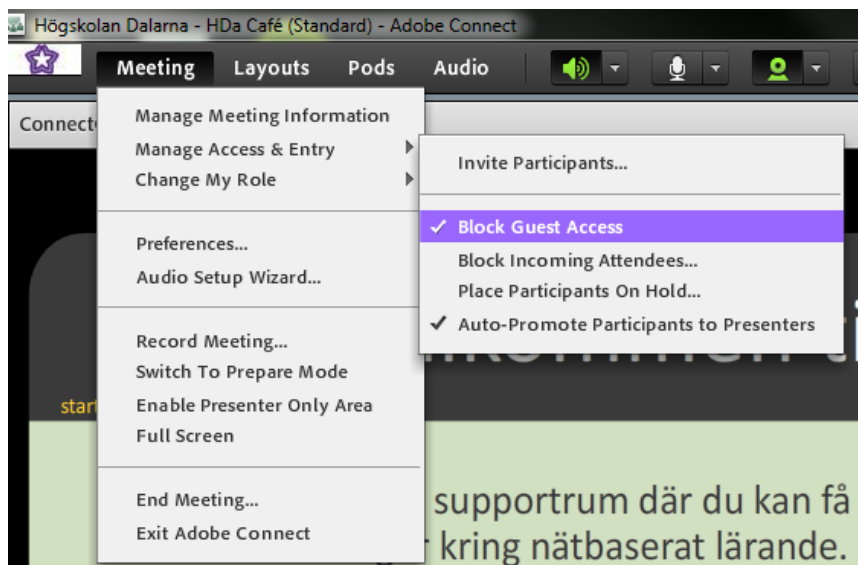 Högskolan Dalarna - HDa Café (Standard) - Adobe Connect
Meeting Layouts Pods Audio
Connect
Manage Meeting Information
Manage Access & Entry
Change My Role
Preferences...
Audio Setup Wizard...
Record Meeting...
Switch To Prepare Mode
Enable Presenter Only Area
Full Screen
End Meeting...
Exit Adobe Connect
Invite Participants...
Block Guest Access
Block Incoming Attendees...
Place Participants On Hold...
Auto-Promote Participants to Presenters
start
supportrum där du kan få
kring nätbaserat lärande.